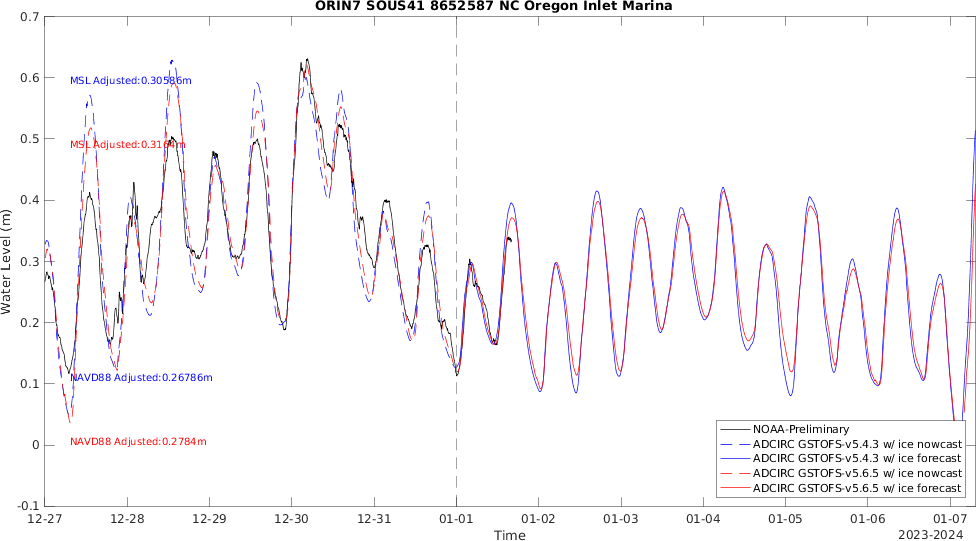 ORIN7 SOUS41 8652587 NC Oregon Inlet Marina
0.7
0.6
0.5
0.4
0.3
0.2
0.1
0
-0.1
Water Level (m)
MSL Adjusted:0.30586m
MSL Adjusted:0.3164m
NAVD88 Adjusted:0.26786m
NAVD88 Adjusted:0.2784m
NOAA-Preliminary
ADCIRC GSTOFS-v5.4.3 w/ ice nowcast
ADCIRC GSTOFS-v5.4.3 w/ ice forecast
ADCIRC GSTOFS-v5.6.5 w/ ice nowcast
ADCIRC GSTOFS-v5.6.5 w/ ice forecast
12-27 12-28 12-29 12-30 12-31 01-01 01-02 01-03 01-04 01-05 01-06 01-07
Time
2023-2024